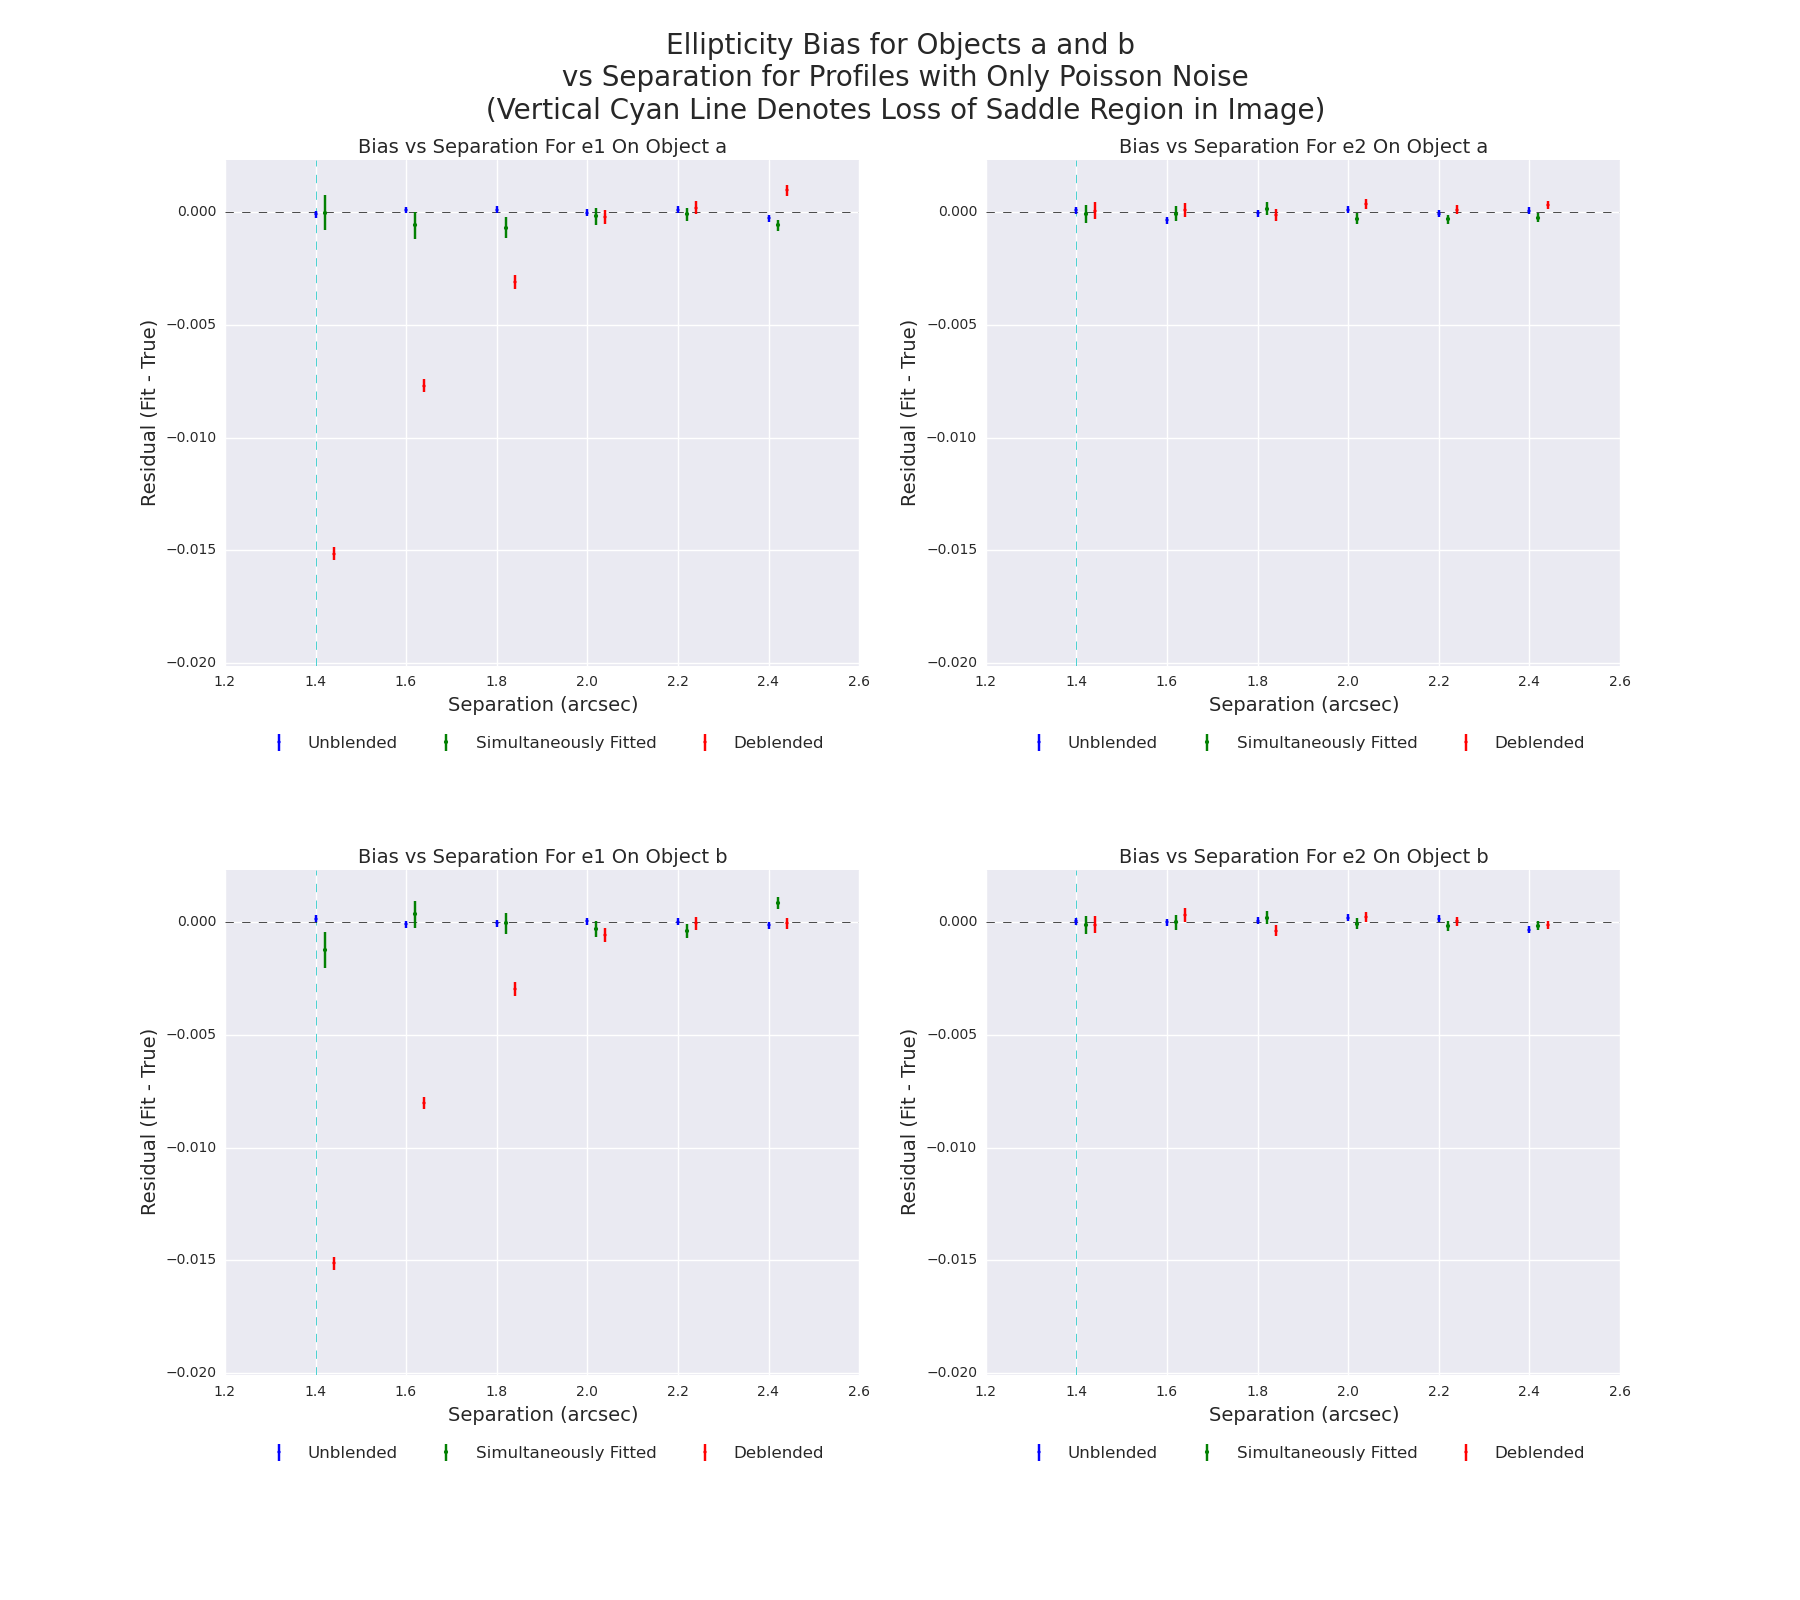 Ellipticity Bias for Objects a and b
vs Separation for Profiles with Only Poisson Noise
(Vertical Cyan Line Denotes Loss of Saddle Region in Image)
Bias vs Separation For e1 On Object a
0.000
−0.005
−0.010
−0.015
−0.020
Residual (Fit - True)
1.2 1.4 1.6 1.8 2.0 2.2 2.4 2.6
Separation (arcsec)
Unblended Simultaneously Fitted Deblended
Bias vs Separation For e2 On Object a
0.000
−0.005
−0.010
−0.015
−0.020
Residual (Fit - True)
1.2 1.4 1.6 1.8 2.0 2.2 2.4 2.6
Separation (arcsec)
Unblended Simultaneously Fitted Deblended
Bias vs Separation For e1 On Object b
0.000
−0.005
−0.010
−0.015
−0.020
Residual (Fit - True)
1.2 1.4 1.6 1.8 2.0 2.2 2.4 2.6
Separation (arcsec)
Unblended Simultaneously Fitted Deblended
Bias vs Separation For e2 On Object b
0.000
−0.005
−0.010
−0.015
−0.020
Residual (Fit - True)
1.2 1.4 1.6 1.8 2.0 2.2 2.4 2.6
Separation (arcsec)
Unblended Simultaneously Fitted Deblended